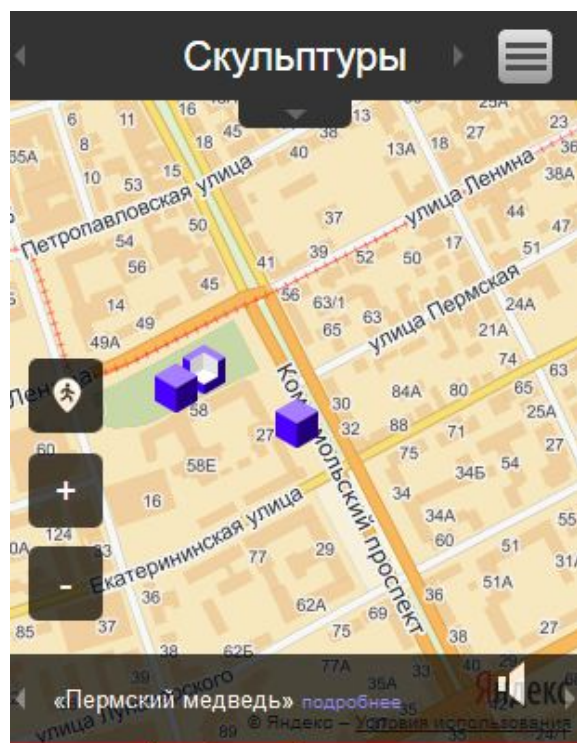 Скульптуры
16 45 38 13 25А
6 11 18 40 13А 18 27 23
65А 8 15 36
10 53 38А
Петропавловская улица
улица Ленина
50 37 44 47
54 41 39 52 50 17 51
56 45 56 63/1 24А
14 49 65 63 21А
49А улица Пермская
74 63
58 30 84А 80 65
27 32 88 71 25А
60 58Е 75 34Б 54 27
+
16 34 55
Комсомольский проспект
124 34А
Екатерининская улица
77 29 60 51
-
36 62А 36 51А
85 37 75 69 38 27
38 62Б
39 77А 33 40 29
«Пермский медведь» подробнее
35А
Яндекс
89 © Яндекс – Условия использования